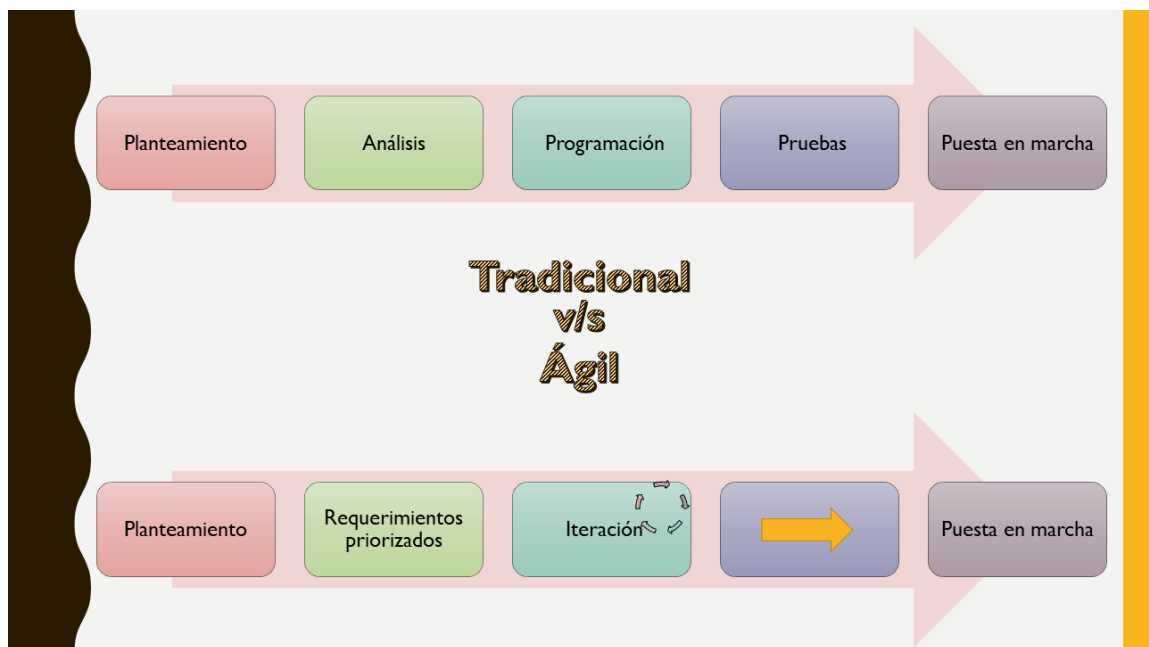 Planteamiento
Análisis
Programación
Pruebas
Puesta en marcha
Tradicional
v/s
Ágil
Planteamiento
Requerimientos
priorizados
Iteración
Puesta en marcha